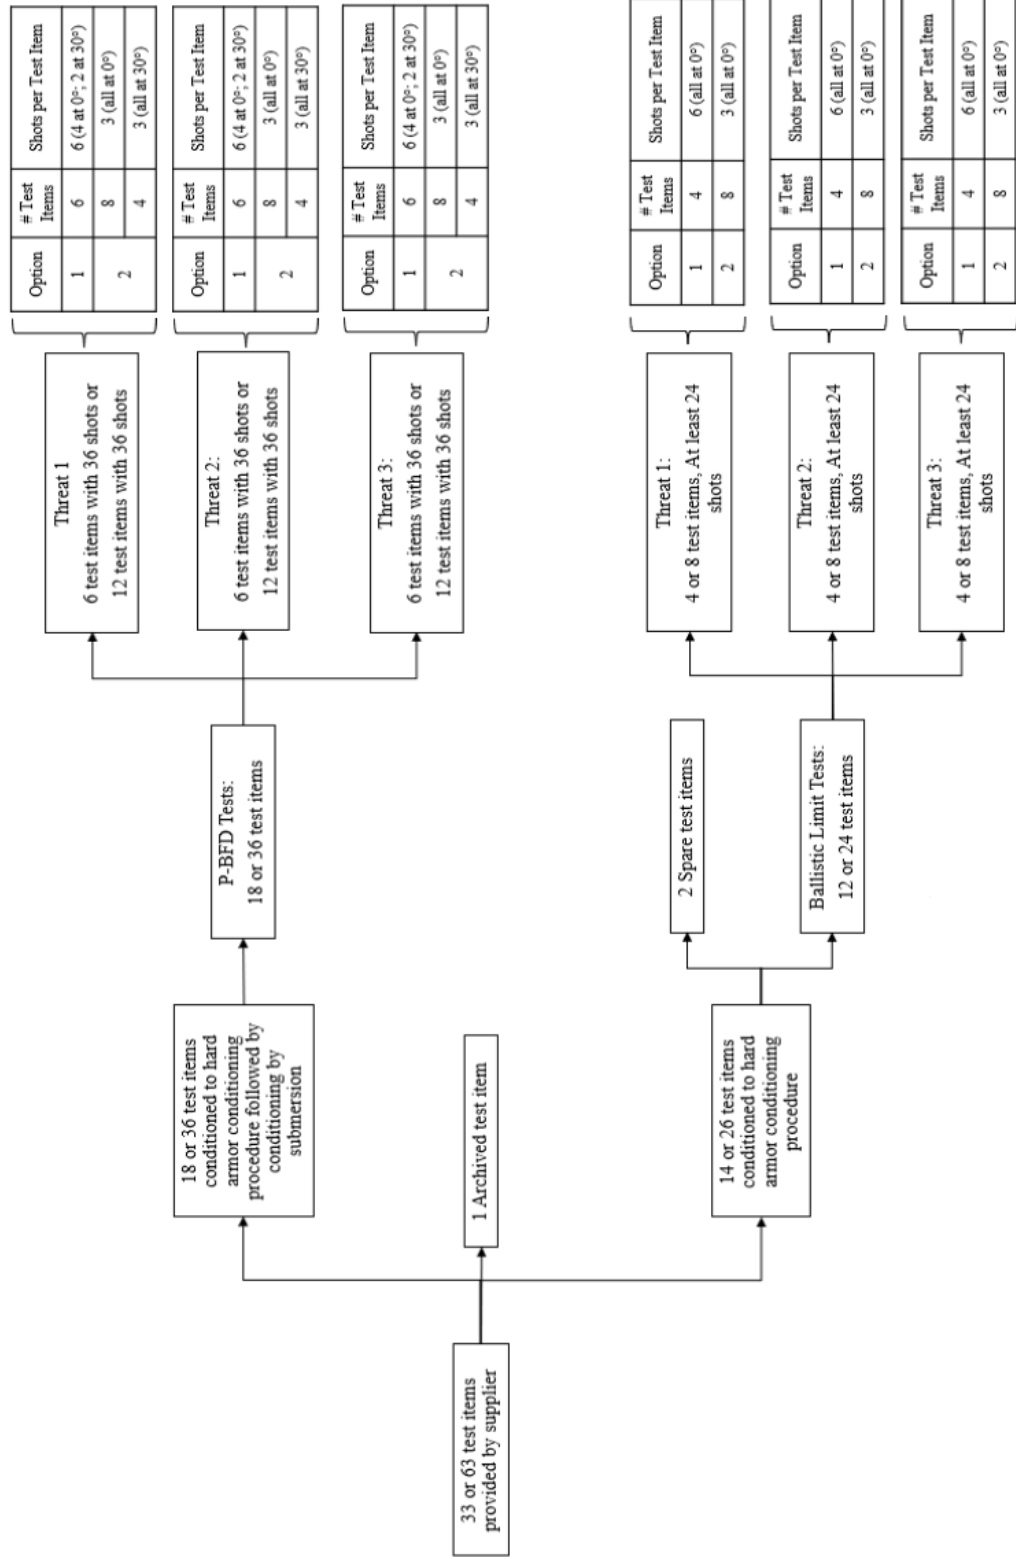 33 or 63 test items
provided by supplier
18 or 36 test items
conditioned to hard
armor conditioning
procedure followed by
conditioning by
submersion
1 Archived test item
14 or 26 test items
conditioned to hard
armor conditioning
procedure
P-BFD Tests:
18 or 36 test items
2 Spare test items
Ballistic Limit Tests:
12 or 24 test items
Threat 1
6 test items with 36 shots or
12 test items with 36 shots
Option # Test Items Shots per Test Item
1 6 6 (4 at 0°; 2 at 30°)
2 8 3 (all at 0°)
4 3 (all at 30°)
Threat 2:
6 test items with 36 shots or
12 test items with 36 shots
Option # Test Items Shots per Test Item
1 6 6 (4 at 0°; 2 at 30°)
2 8 3 (all at 0°)
4 3 (all at 30°)
Threat 3:
6 test items with 36 shots or
12 test items with 36 shots
Option # Test Items Shots per Test Item
1 6 6 (4 at 0°; 2 at 30°)
2 8 3 (all at 0°)
4 3 (all at 30°)
Threat 1:
4 or 8 test items, At least 24
shots
Option # Test Items Shots per Test Item
1 4 6 (all at 0°)
2 8 3 (all at 0°)
Threat 2:
4 or 8 test items, At least 24
shots
Option # Test Items Shots per Test Item
1 4 6 (all at 0°)
2 8 3 (all at 0°)
Threat 3:
4 or 8 test items, At least 24
shots
Option # Test Items Shots per Test Item
1 4 6 (all at 0°)
2 8 3 (all at 0°)